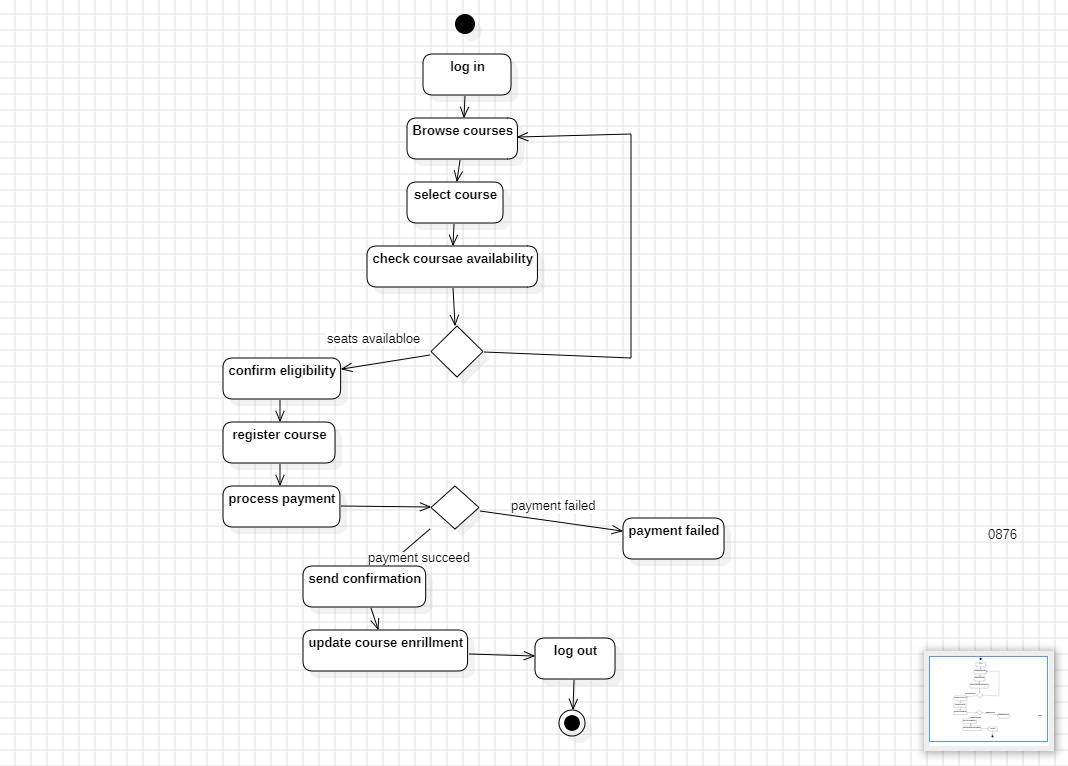 log in
Browse courses
select course
check coursae availability
seats availabloe
confirm eligibility
register course
process payment
payment failed
payment failed
0876
payment succeed
send confirmation
update course enrillment
log out